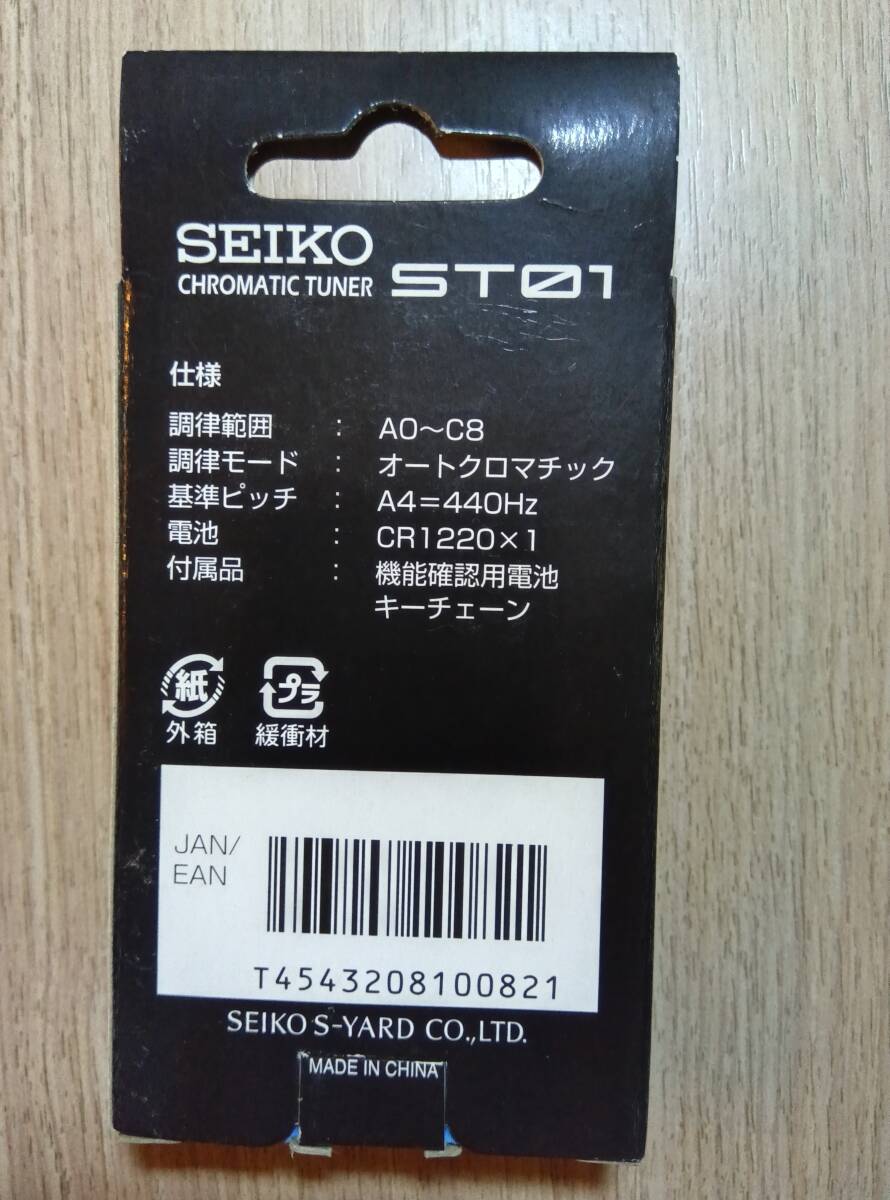 SEIKO
CHROMATIC TUNER ST01
仕様
調律範囲 : A0〜C8
調律モード : オートクロマチック
基準ピッチ : A4=440Hz
電池 : CR1220×1
付属品 : 機能確認用電池
キーチェーン
紙 プラ
外箱 緩衝材
JAN/
EAN
T4543208100821
SEIKO S-YARD CO.,LTD.
MADE IN CHINA